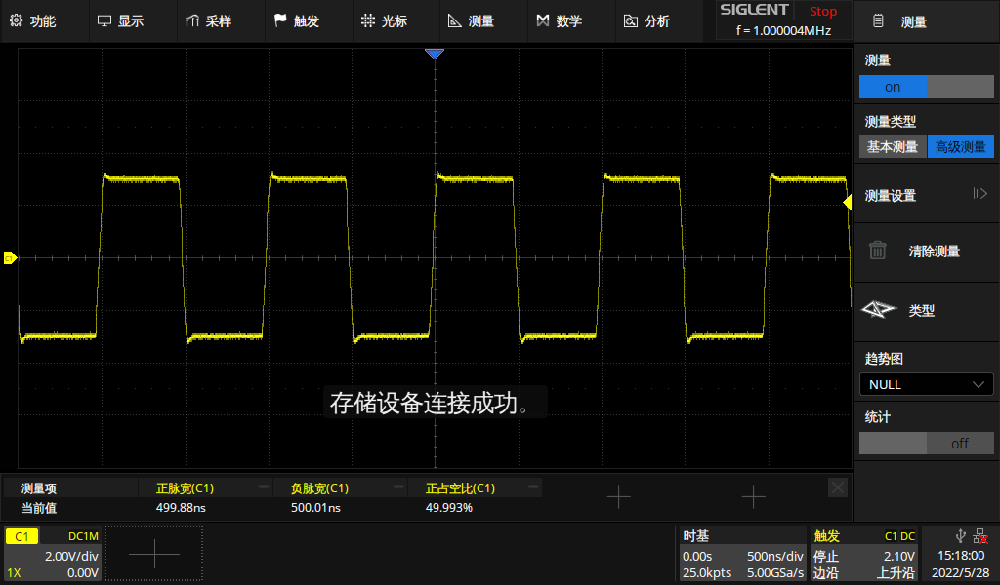 功能 显示 采样 触发 光标 测量 数学 分析 SIGLENT Stop 测量
f = 1.000004MHz
测量
on
测量类型
基本测量 高级测量
测量设置
清除测量
C1
类型
趋势图
NULL
存储设备连接成功。
统计
off
测量项 正脉宽(C1) 负脉宽(C1) 正占空比(C1)
当前值 499.88ns 500.01ns 49.993%
C1 DC1M
2.00V/div
1X 0.00V
时基
0.00s 500ns/div
25.0kpts 5.00GSa/s
触发 C1 DC
停止 2.10V
边沿 上升沿
15:18:00
2022/5/28